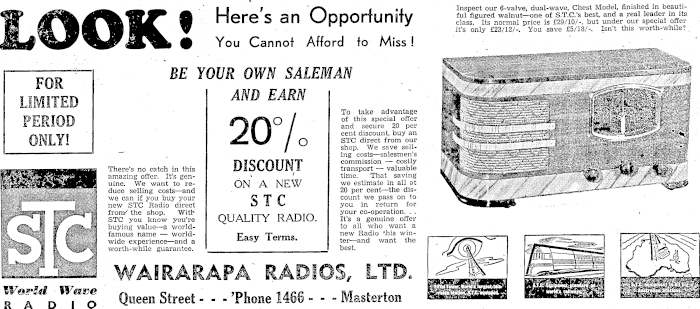 LOOK!
Here's an Opportunity
You Cannot Afford to Miss!
FOR
LIMITED
PERIOD
ONLY!
BE YOUR OWN SALEMAN
AND EARN
20%
DISCOUNT
ON A NEW
STC
QUALITY RADIO.
Easy Terms.
There's no catch in this
amazing offer. It's gen-
uine. We want to re-
duce selling costs—and
we can if you buy your
new STC Radio direct
from the shop. With
STC you know you're
buying value—a world-
famous name — world-
wide experience—and a
worth-while guarantee.
To take advantage
of this special offer
and secure 20 per
cent discount, buy an
STC direct from our
shop. We save sell-
ing costs—salesmen's
commission — costly
transport — valuable
time. That saving
we estimate in all at
20 per cent—the dis-
count we pass on to
you in return for
your co-operation. . .
It's a genuine offer
to all who want a
new Radio this win-
ter—and want the
best.
Inspect our 6-valve, dual-wave, Chest Model, finished in beauti-
ful figured walnut—one of S.T.C.'s best, and a real leader in its
class. Its normal price is £29/10/-, but under our special offer
it's only £23/12/-. You save £5/18/-. Isn't this worth-while?
STC
World Wave
RADIO
WAIRARAPA RADIOS, LTD.
Queen Street - - - 'Phone 1466 - - - Masterton